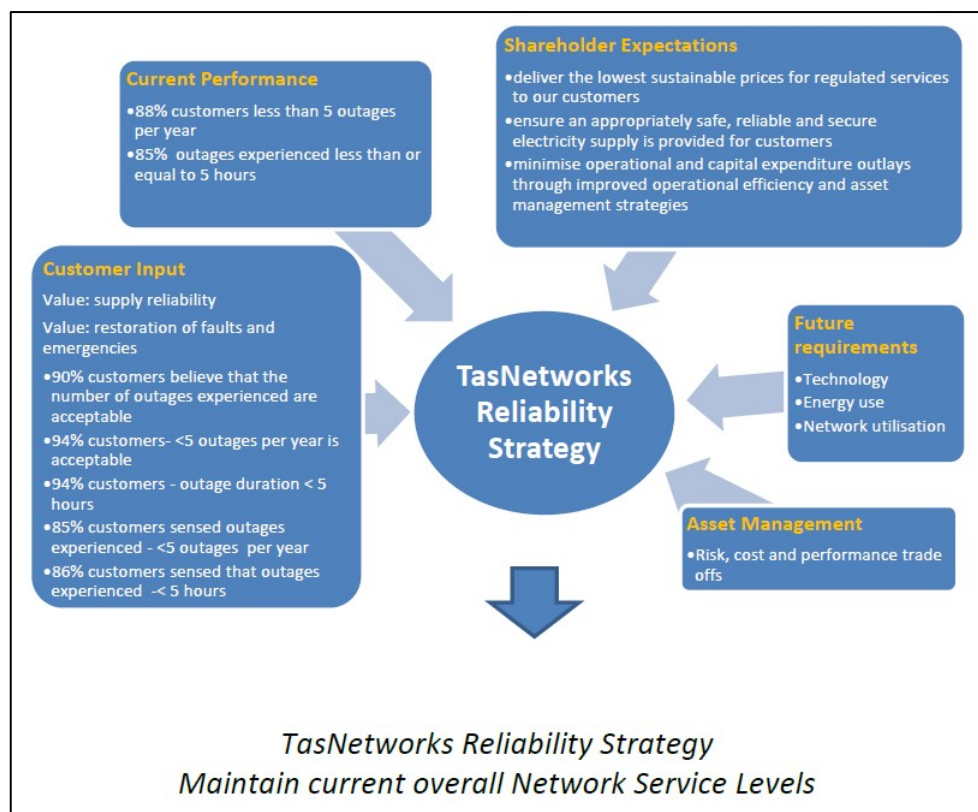 Current Performance
•88% customers less than 5 outages
per year
•85%  outages experienced less than or
equal to 5 hours
Shareholder Expectations
•deliver the lowest sustainable prices for regulated services
to our customers
•ensure an appropriately safe, reliable and secure
electricity supply is provided for customers
•minimise operational and capital expenditure outlays
through improved operational efficiency and asset
management strategies
Customer Input
Value: supply reliability
Value: restoration of faults and
emergencies
•90% customers believe that the
number of outages experienced are
acceptable
•94% customers- <5 outages per year is
acceptable
•94% customers - outage duration < 5
hours
•85% customers sensed outages
experienced - <5 outages  per year
•86% customers sensed that outages
experienced  -< 5 hours
TasNetworks
Reliability
Strategy
Future
requirements
•Technology
•Energy use
•Network utilisation
Asset Management
•Risk, cost and performance trade
offs
TasNetworks Reliability Strategy
Maintain current overall Network Service Levels